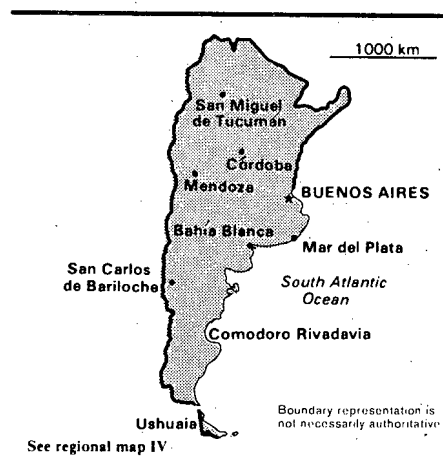 1000 km
San Miguel
de Tucumán
Córdoba
Mendoza
BUENOS AIRES
Bahía Blanca
Mar del Plata
San Carlos
de Bariloche
South Atlantic
Ocean
Comodoro Rivadavia
Ushuaia
Boundary representation is
not necessarily authoritative
See regional map IV